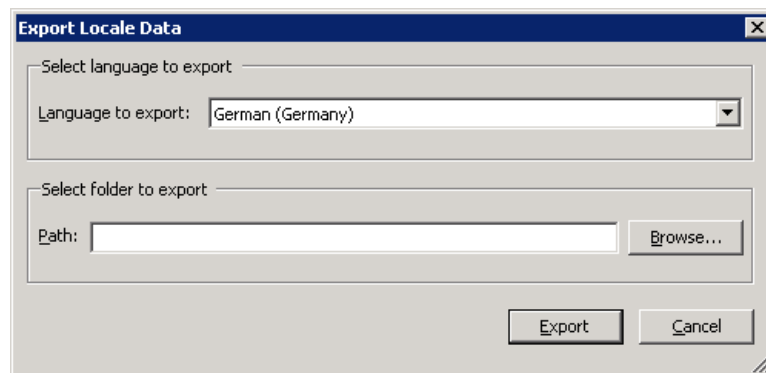 Export Locale Data
Select language to export
Language to export: German (Germany)
Select folder to export
Path: Browse...
Export Cancel